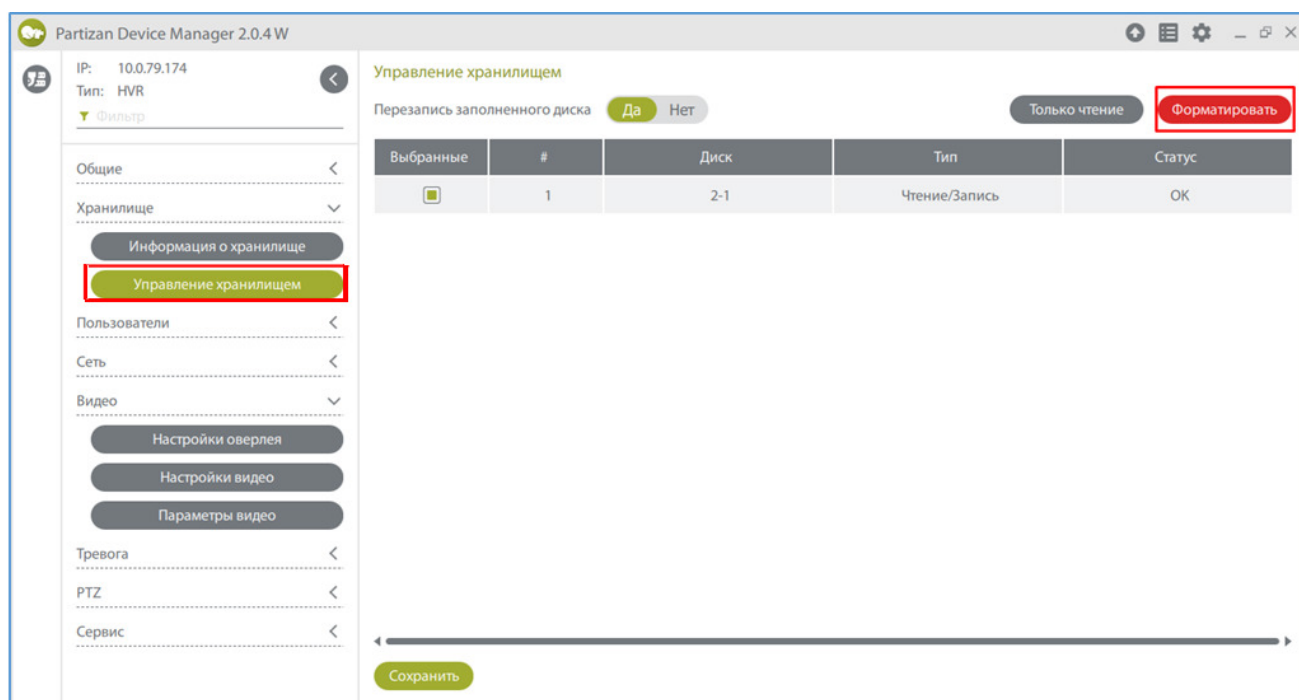 Partizan Device Manager 2.0.4 W
IP: 10.0.79.174
Тип: HVR
Фильтр
Общие
Хранилище
Информация о хранилище
Управление хранилищем
Пользователи
Сеть
Видео
Настройки оверлея
Настройки видео
Параметры видео
Тревога
PTZ
Сервис
Управление хранилищем
Перезапись заполненного диска Да Нет Только чтение Форматировать
Выбранные # Диск Тип Статус
1 2-1 Чтение/Запись OK
Сохранить